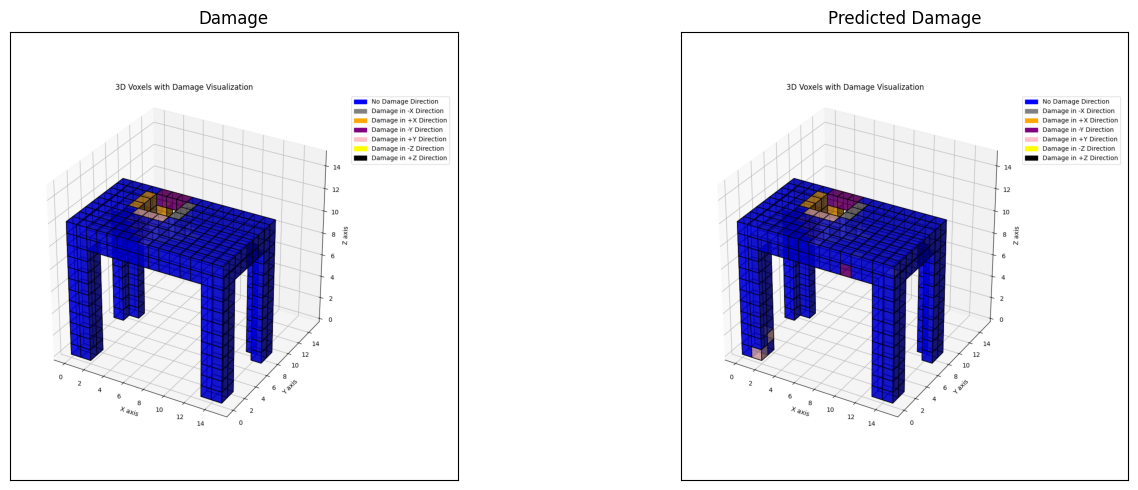 Damage
3D Voxels with Damage Visualization
No Damage Direction
Damage in -X Direction
Damage in +X Direction
Damage in -Y Direction
Damage in +Y Direction
Damage in -Z Direction
Damage in +Z Direction
14
12
10
8
6
4
2
0
Z axis
0
2
4
6
8
10
12
14
X axis
0
2
4
6
8
10
12
14
Y axis
Predicted Damage
3D Voxels with Damage Visualization
No Damage Direction
Damage in -X Direction
Damage in +X Direction
Damage in -Y Direction
Damage in +Y Direction
Damage in -Z Direction
Damage in +Z Direction
14
12
10
8
6
4
2
0
Z axis
0
2
4
6
8
10
12
14
X axis
0
2
4
6
8
10
12
14
Y axis